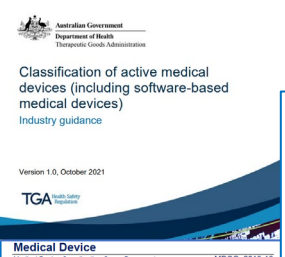 Australian Government
Department of Health
Therapeutic Goods Administration
Classification of active medical
devices (including software-based
medical devices)
Industry guidance
Version 1.0, October 2021
TGA Health Safety
Regulation
Medical Device